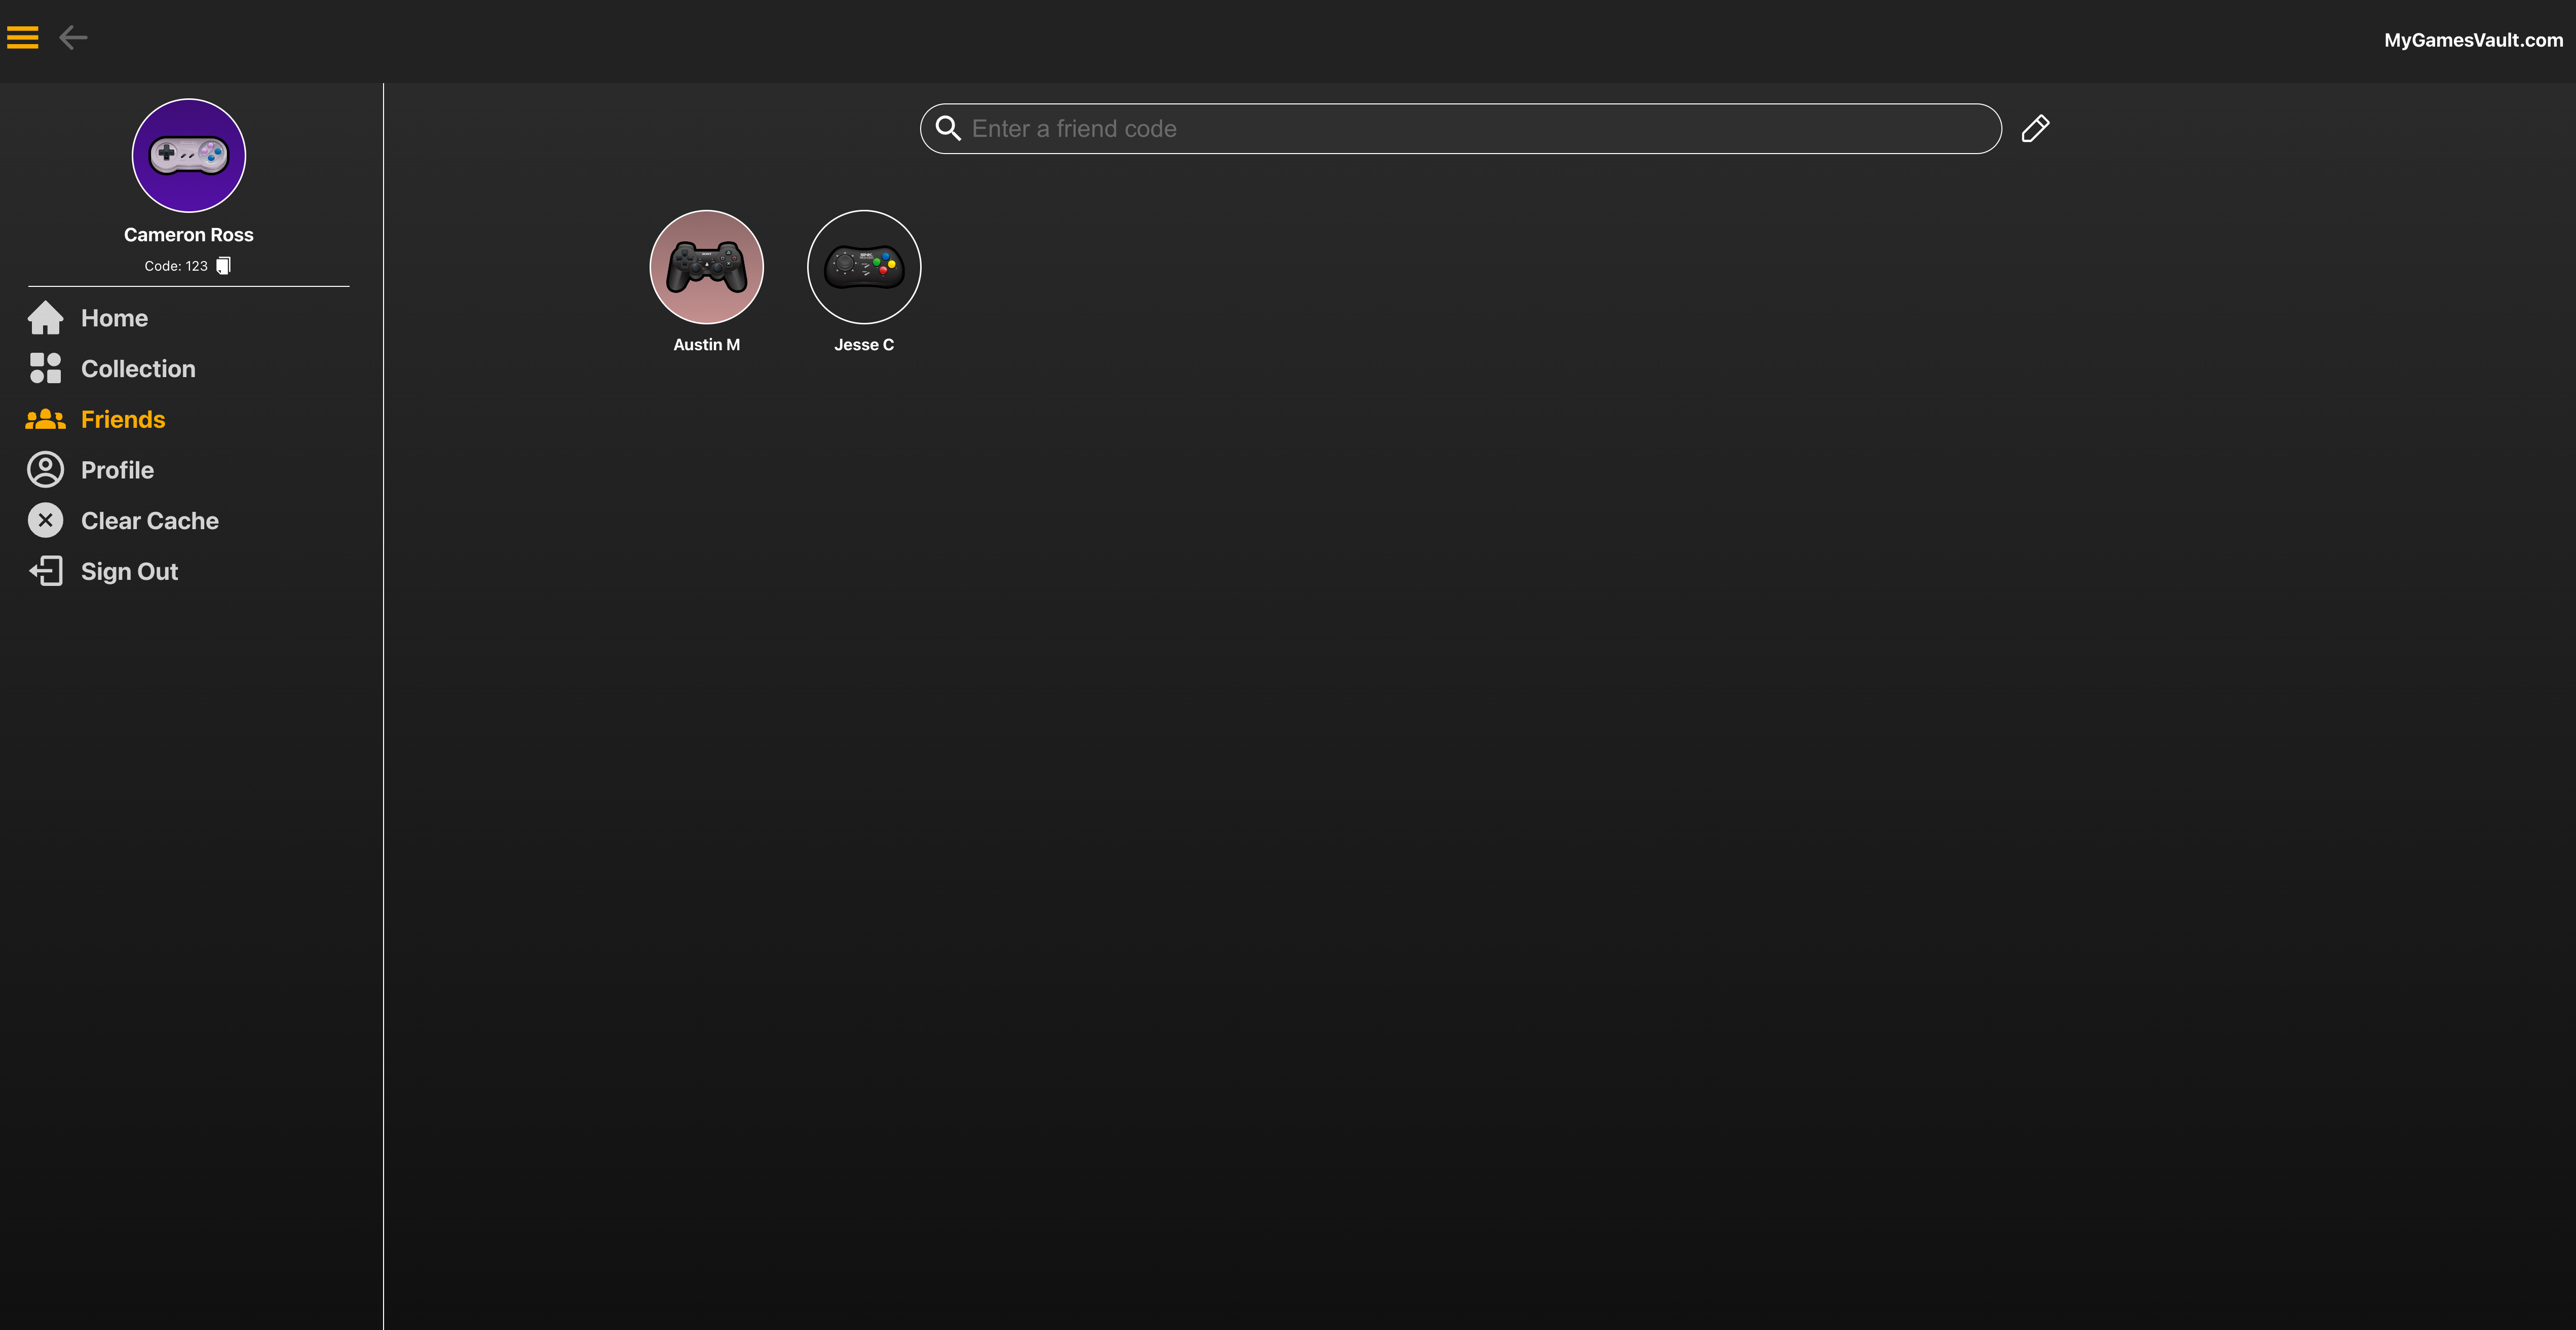 MyGamesVault.com
Cameron Ross
Code: 123
Home
Collection
Friends
Profile
Clear Cache
Sign Out
Enter a friend code
Austin M
Jesse C